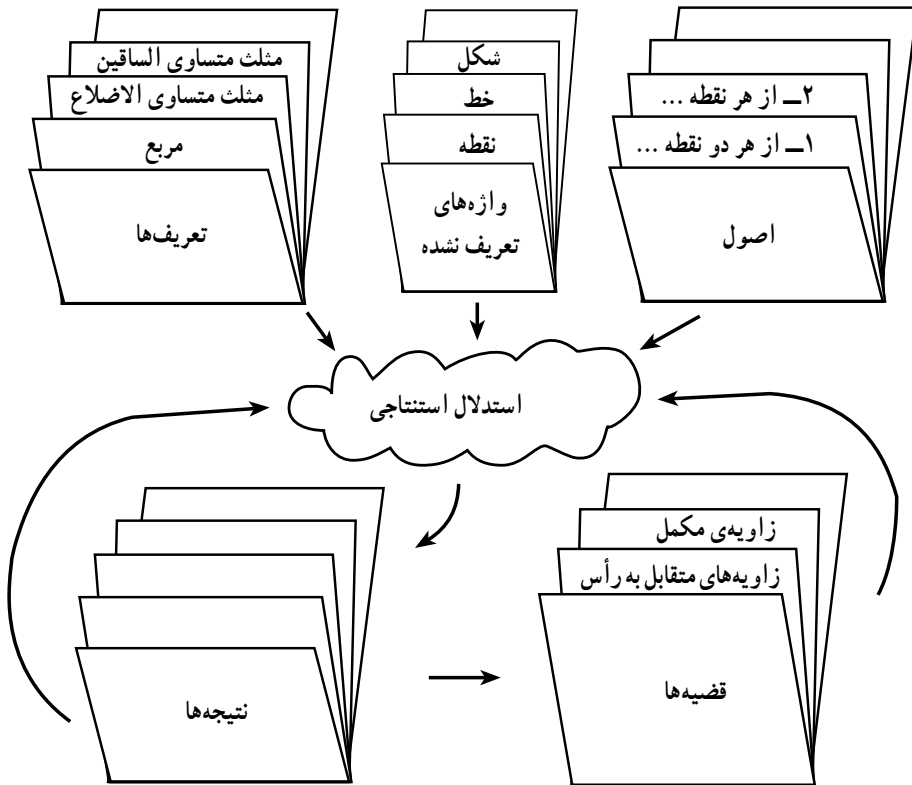 مثلث متساوی الساقین
مثلث متساوی الاضلاع
مربع
تعریف‌ها
شکل
خط
نقطه
واژه‌های
تعریف نشده
۲ــ از هر نقطه ...
۱ــ از هر دو نقطه ...
اصول
استدلال استنتاجی
زاویه‌ی مکمل
زاویه‌های متقابل به رأس
قضیه‌ها
نتیجه‌ها